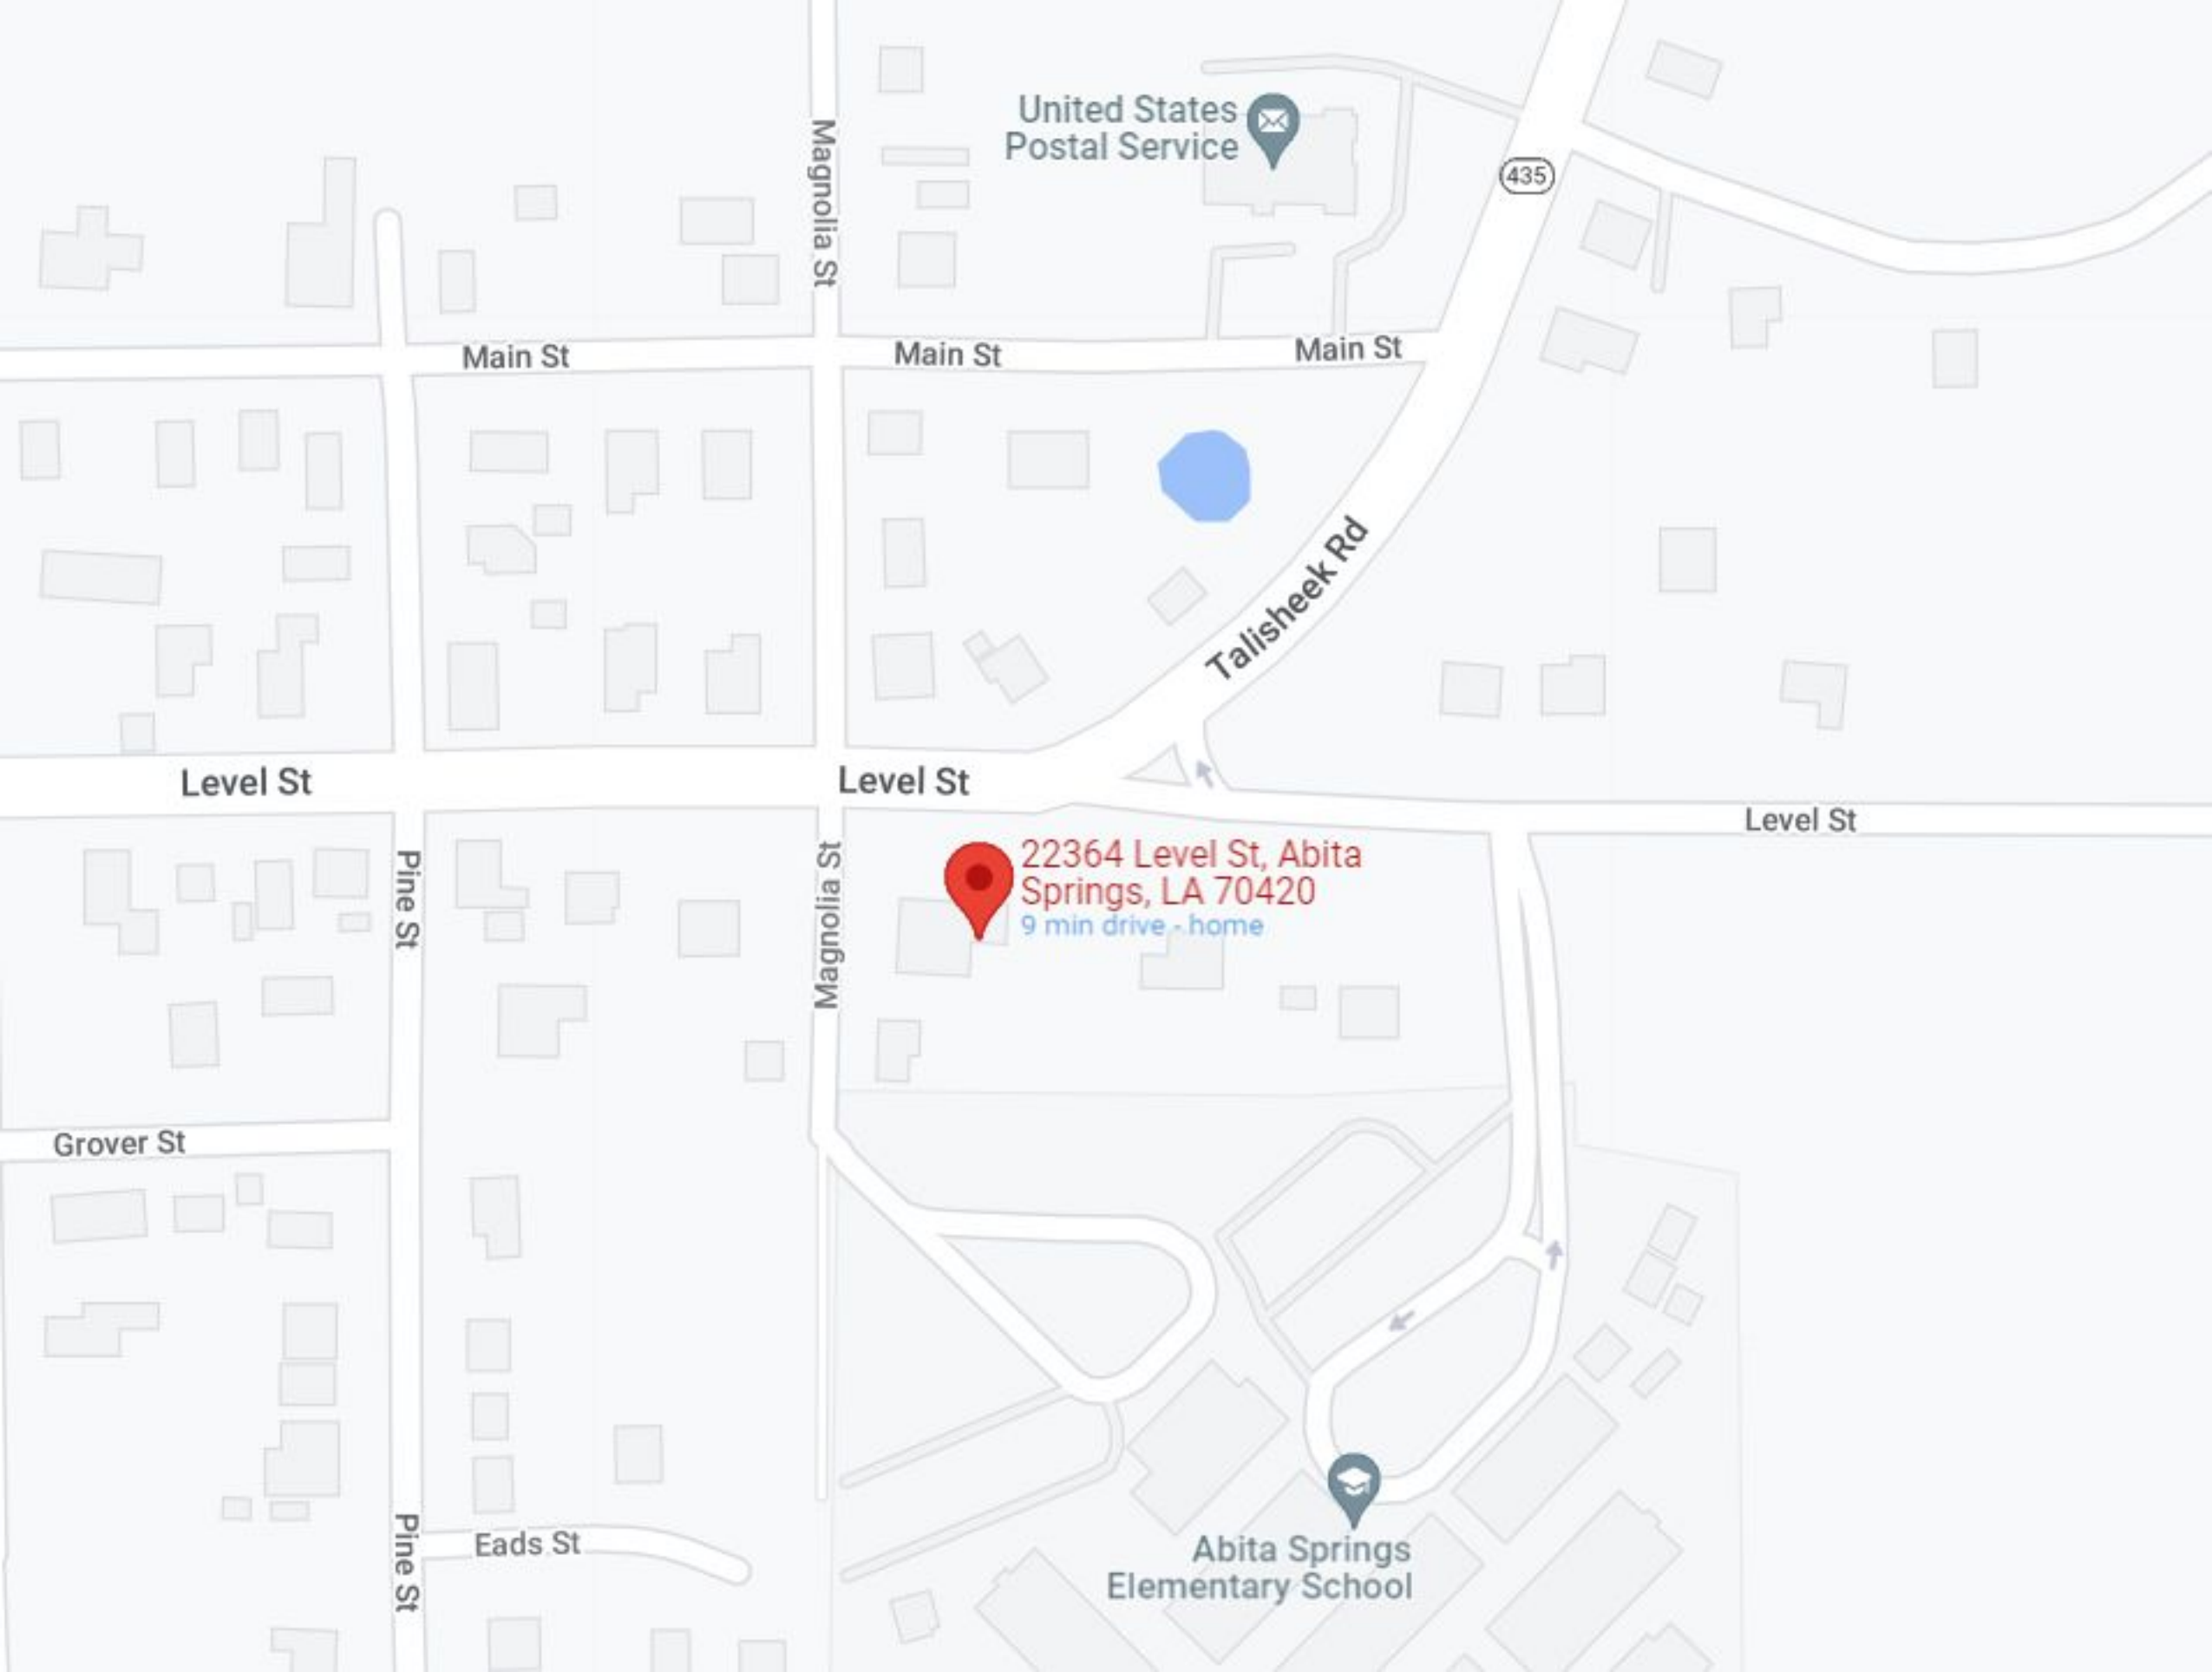 United States
Postal Service
Magnolia St
435
Main St
Main St
Main St
Talisheek Rd
Level St
Level St
Level St
22364 Level St, Abita
Springs, LA 70420
9 min drive - home
Pine St
Magnolia St
Grover St
Eads St
Pine St
Abita Springs
Elementary School